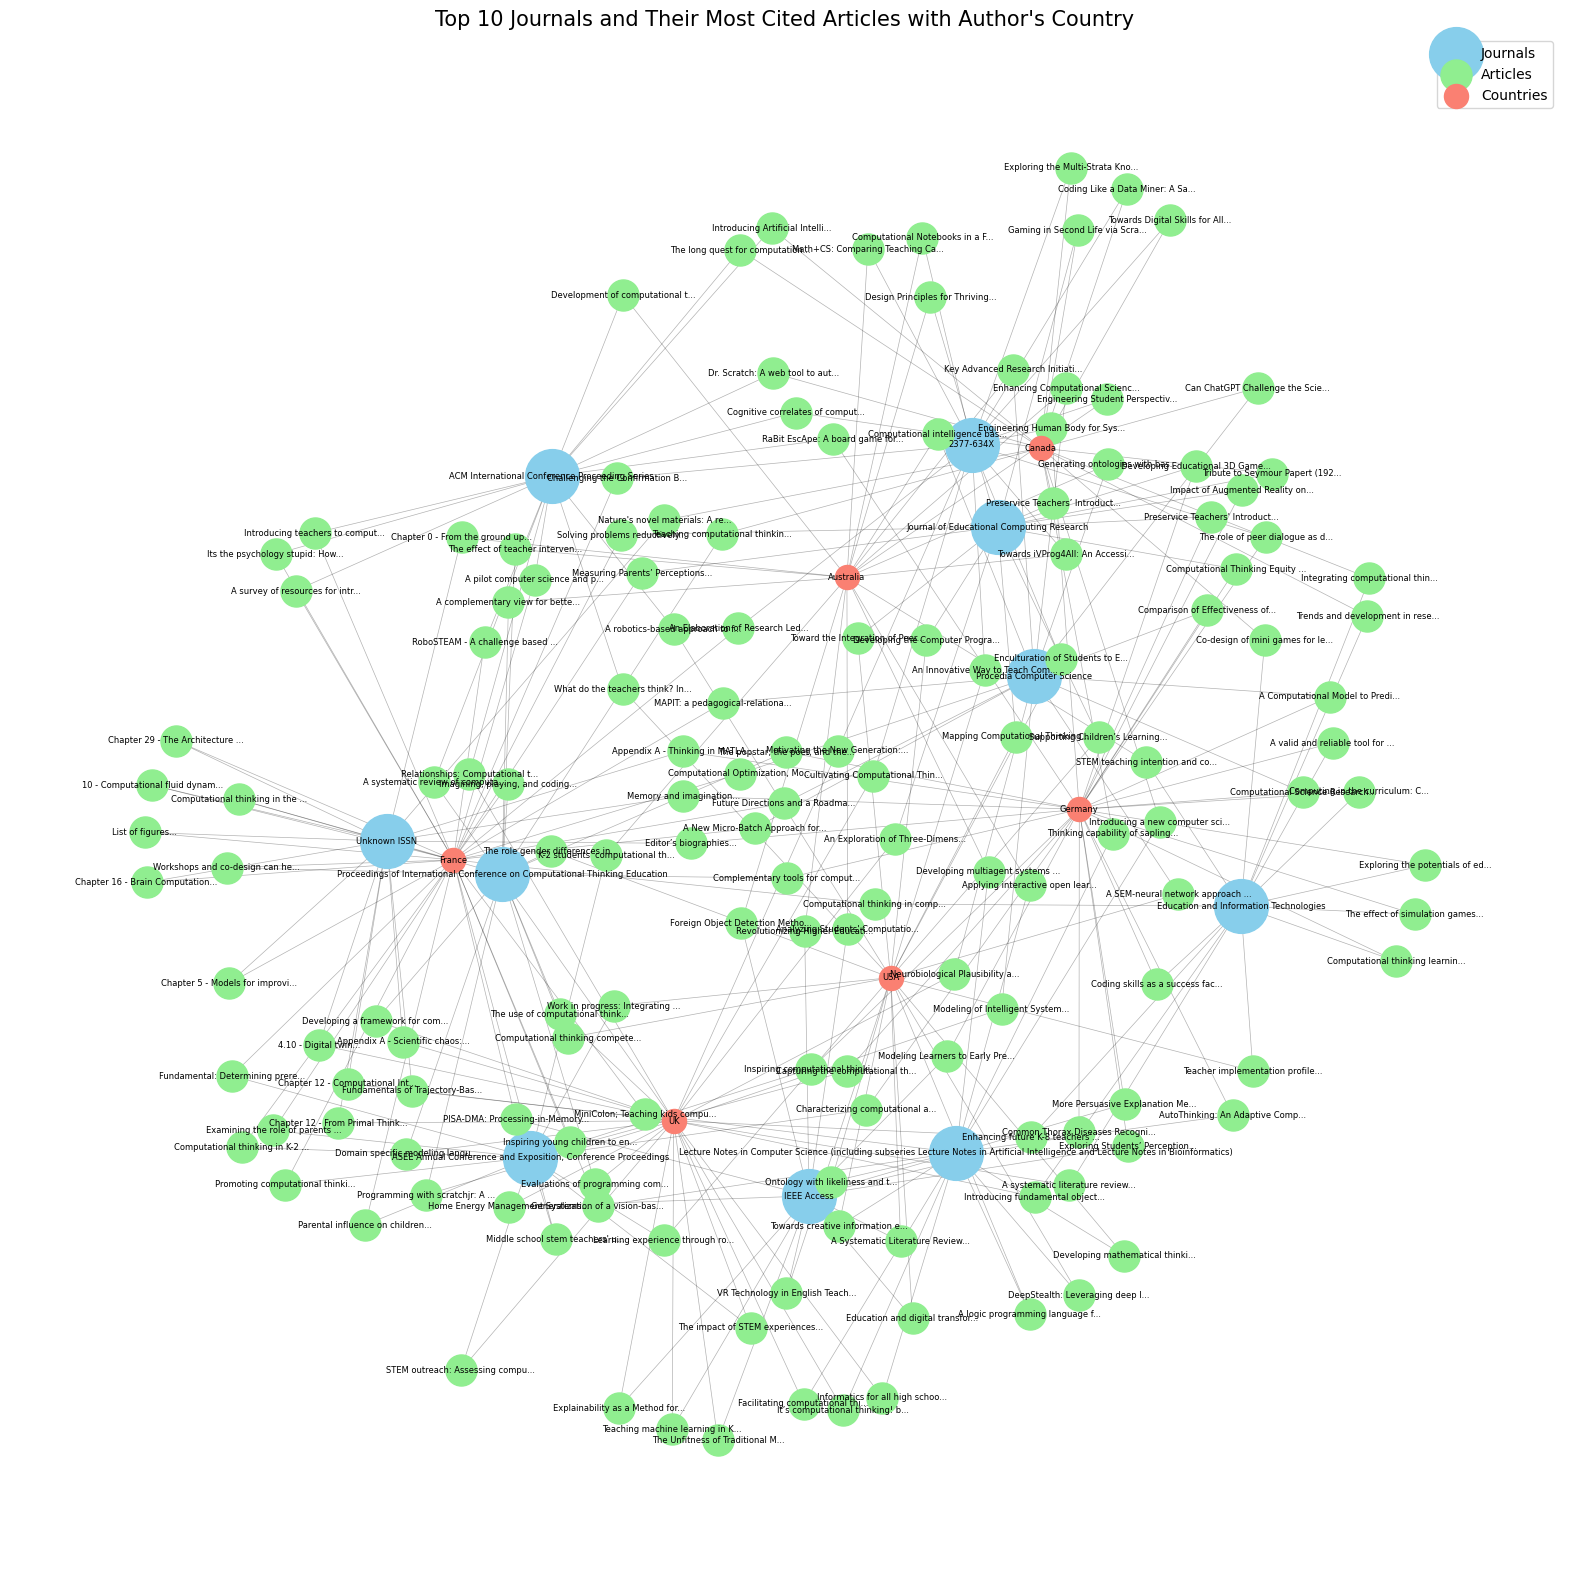 Top 10 Journals and Their Most Cited Articles with Author's Country
Journals
Articles
Countries
Exploring the Multi-Strata Kno...
Coding Like a Data Miner: A Sa...
Towards Digital Skills for All...
Gaming in Second Life via Scra...
Introducing Artificial Intelli...
Computational Notebooks in a F...
The long quest for computation...
Math+CS: Comparing Teaching Ca...
Development of computational t...
Design Principles for Thriving...
Key Advanced Research Initiati...
Dr. Scratch: A web tool to aut...
Enhancing Computational Scienc...
Can ChatGPT Challenge the Scie...
Engineering Student Perspectiv...
Cognitive correlates of comput...
Engineering Human Body for Sys...
Computational intelligence bas...
RaBit EscApe: A board game for...
2377-634X
Canada
Generating ontologies with bas...
Developing Educational 3D Game...
Tribute to Seymour Papert (192...
ACM International Conference Proceeding Series
Challenging the Confirmation B...
Impact of Augmented Reality on...
Preservice Teachers' Introduct...
Preservice Teachers' Introduct...
Nature's novel materials: A re...
Journal of Educational Computing Research
Introducing teachers to comput...
Solving problems reductively
Teaching computational thinkin...
Chapter 0 - From the ground up...
The role of peer dialogue as d...
The effect of teacher interven...
Its the psychology stupid: How...
Towards iVProg4All: An Accessi...
Computational Thinking Equity ...
Measuring Parents' Perceptions...
Australia
Integrating computational thin...
A pilot computer science and p...
A survey of resources for intr...
A complementary view for bette...
Comparison of Effectiveness of...
Trends and development in rese...
A robotics-based approach to f...
An Elaboration of Research Led...
RoboSTEAM - A challenge based ...
Toward the Integration of Peer...
Developing the Computer Progra...
Co-design of mini games for le...
Enculturation of Students to E...
An Innovative Way to Teach Com...
Procedia Computer Science
What do the teachers think? In...
A Computational Model to Predi...
MAPIT: a pedagogical-relationa...
Chapter 29 - The Architecture ...
Mapping Computational Thinking
Supporting Children's Learning...
A valid and reliable tool for ...
Appendix A - Thinking in MATLA...
The popstar, the poet, and the...
Motivating the New Generation:...
STEM teaching intention and co...
Relationships: Computational t...
A systematic review of computa...
Imagining, playing, and coding...
Computational Optimization, Mo...
Cultivating Computational Thin...
10 - Computational fluid dynam...
Computational thinking in the ...
Memory and imagination...
Future Directions and a Roadma...
Computational Science Research
Computing in the curriculum: C...
Germany
Introducing a new computer sci...
List of figures...
A New Micro-Batch Approach for...
Thinking capability of sapling...
Unknown ISSN
Editor's biographies...
An Exploration of Three-Dimens...
The role gender differences in
K-2 students' computational th...
France
Workshops and co-design can he...
Exploring the potentials of ed...
Proceedings of International Conference on Computational Thinking Education
Developing multiagent systems ...
Complementary tools for comput...
Chapter 16 - Brain Computation...
Applying interactive open lear...
A SEM-neural network approach ...
Computational thinking in comp...
Education and Information Technologies
The effect of simulation games...
Foreign Object Detection Metho...
Revolutionizing Higher Educati...
Analyzing Students' Computatio...
Computational thinking learnin...
Neurobiological Plausibility a...
USA
Chapter 5 - Models for improvi...
Coding skills as a success fac...
Work in progress: Integrating ...
Modeling of Intelligent System...
The use of computational think...
Developing a framework for com...
Computational thinking compete...
4.10 - Digital twin...
Appendix A - Scientific chaos:...
Modeling Learners to Early Pre...
Fundamental: Determining prere...
Inspiring computational think...
Capturing the computational th...
Teacher implementation profile...
Chapter 12 - Computational Int...
Fundamentals of Trajectory-Bas...
More Persuasive Explanation Me...
Characterizing computational a...
MiniColon; Teaching kids compu...
AutoThinking: An Adaptive Comp...
PISA-DMA: Processing-in-Memory...
UK
Chapter 12 - From Primal Think...
Examining the role of parents ...
Common Thorax Diseases Recogni...
Enhancing future K-8 teachers ...
Inspiring young children to en...
Computational thinking in K-2 ...
Exploring Students' Perception
Domain specific modeling langu...
Lecture Notes in Computer Science (including subseries Lecture Notes in Artificial Intelligence and Lecture Notes in Bioinformatics)
ASEE Annual Conference and Exposition, Conference Proceedings
Promoting computational thinki...
Evaluations of programming com...
Ontology with likeliness and t...
A systematic literature review...
Programming with scratchjr: A ...
IEEE Access
Introducing fundamental object...
Home Energy Management Systems
Generalization of a vision-bas...
Parental influence on children...
Towards creative information e...
Middle school stem teachers'
Learning experience through ro...
A Systematic Literature Review...
Developing mathematical thinki...
VR Technology in English Teach...
DeepStealth: Leveraging deep l...
A logic programming language f...
Education and digital transfor...
The impact of STEM experiences...
STEM outreach: Assessing compu...
Explainability as a Method for...
Informatics for all high schoo...
Facilitating computational thi...
It's computational thinking! b...
Teaching machine learning in K...
The Unfitness of Traditional M...